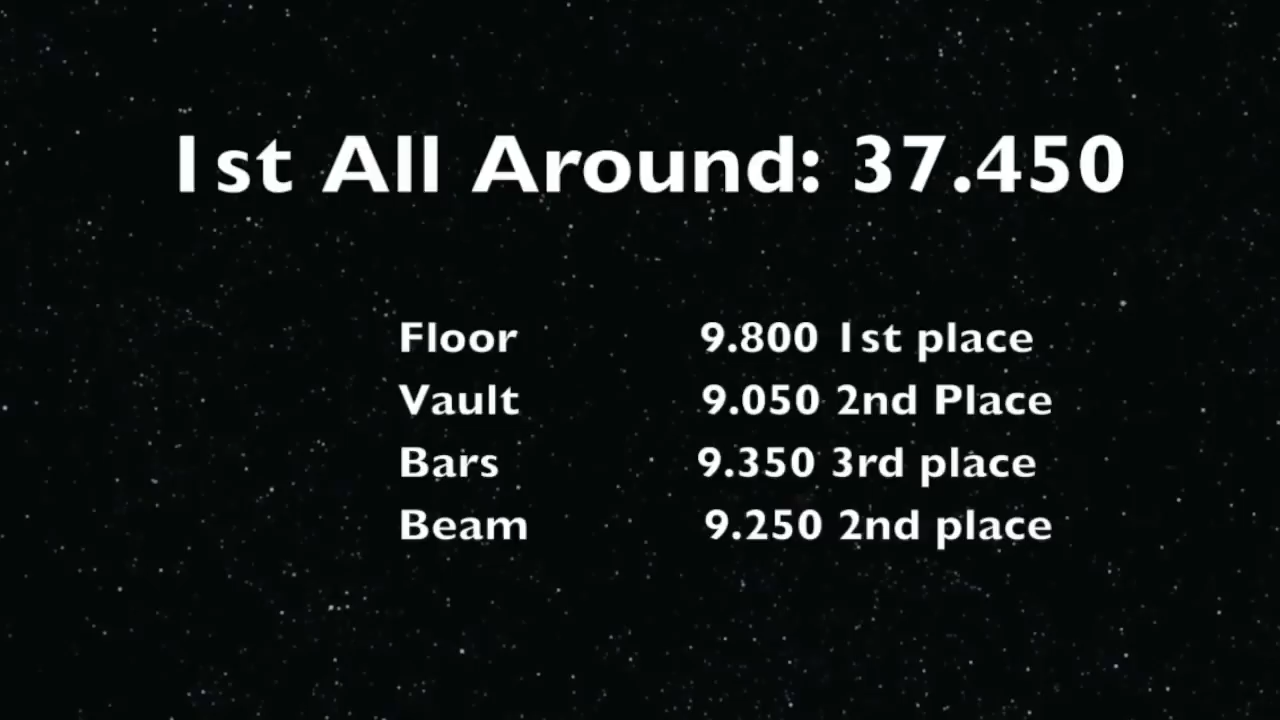 1st All Around: 37.450
Floor 9.800 1st place
Vault 9.050 2nd Place
Bars 9.350 3rd place
Beam 9.250 2nd place